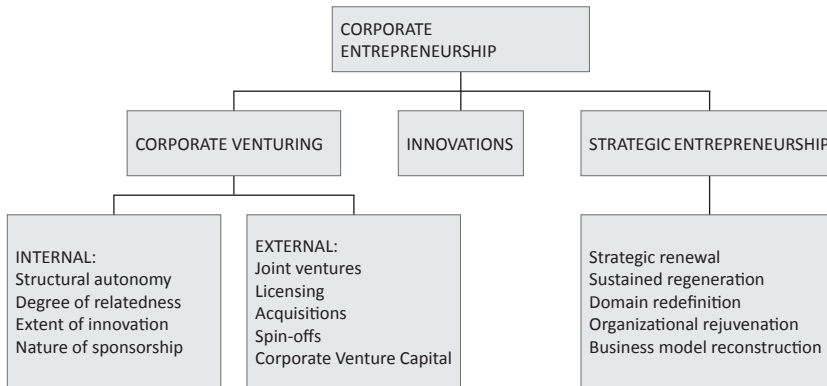 CORPORATE
ENTREPRENEURSHIP
CORPORATE VENTURING
INNOVATIONS
STRATEGIC ENTREPRENEURSHIP
INTERNAL:
Structural autonomy
Degree of relatedness
Extent of innovation
Nature of sponsorship
EXTERNAL:
Joint ventures
Licensing
Acquisitions
Spin-offs
Corporate Venture Capital
Strategic renewal
Sustained regeneration
Domain redefinition
Organizational rejuvenation
Business model reconstruction